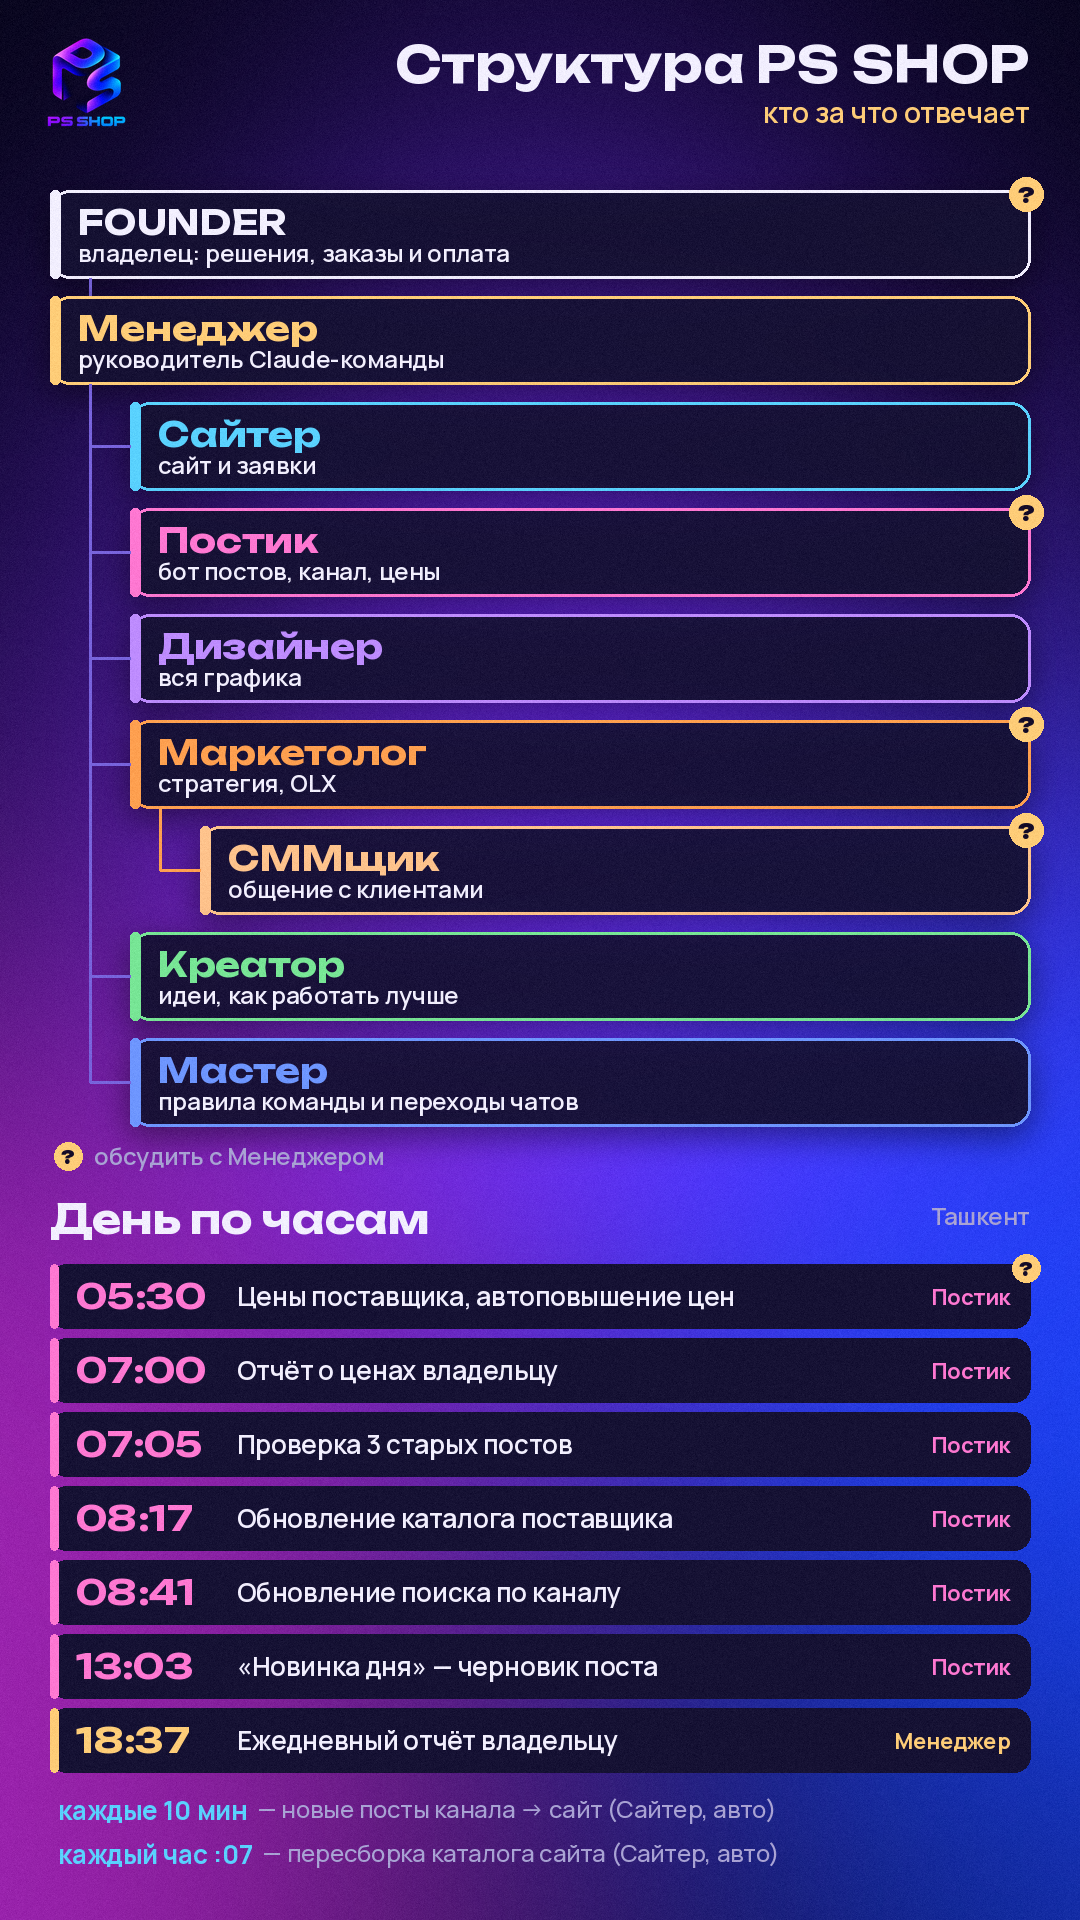 PS SHOP
Структура PS SHOP
кто за что отвечает
?
FOUNDER
владелец: решения, заказы и оплата
Менеджер
руководитель Claude-команды
Сайтер
сайт и заявки
?
Постик
бот постов, канал, цены
Дизайнер
вся графика
?
Маркетолог
стратегия, OLX
?
СММщик
общение с клиентами
Креатор
идеи, как работать лучше
Мастер
правила команды и переходы чатов
? обсудить с Менеджером
День по часам Ташкент
?
05:30 Цены поставщика, автоповышение цен Постик
07:00 Отчёт о ценах владельцу Постик
07:05 Проверка 3 старых постов Постик
08:17 Обновление каталога поставщика Постик
08:41 Обновление поиска по каналу Постик
13:03 «Новинка дня» — черновик поста Постик
18:37 Ежедневный отчёт владельцу Менеджер
каждые 10 мин — новые посты канала → сайт (Сайтер, авто)
каждый час :07 — пересборка каталога сайта (Сайтер, авто)